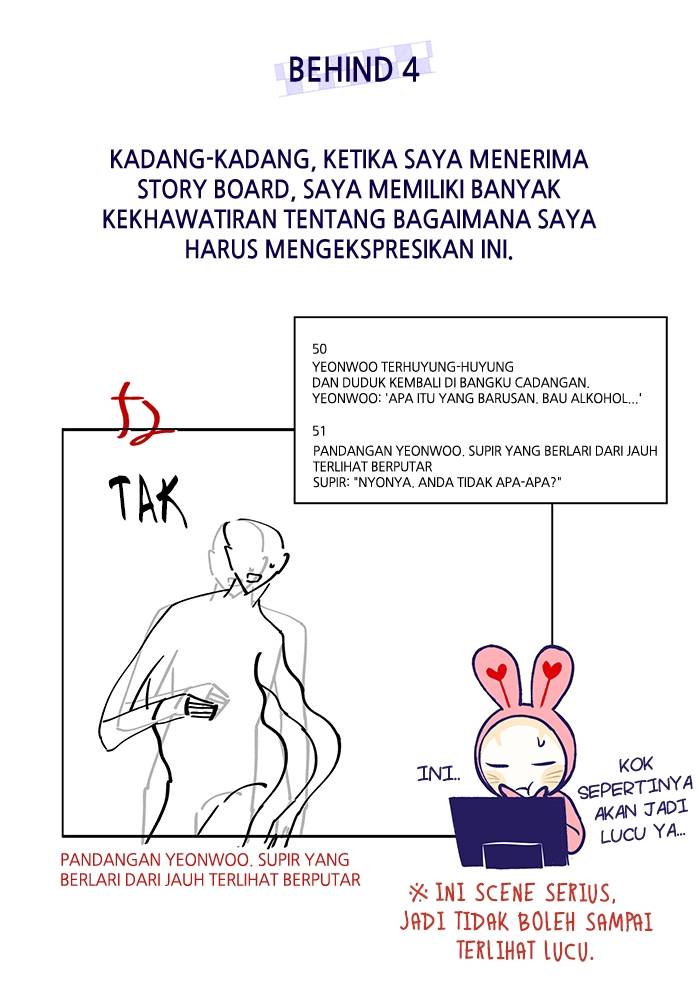 BEHIND 4
KADANG-KADANG, KETIKA SAYA MENERIMA
STORY BOARD, SAYA MEMILIKI BANYAK
KEKHAWATIRAN TENTANG BAGAIMANA SAYA
HARUS MENGEKSPRESIKAN INI.
50
YEONWOO TERHUYUNG-HUYUNG
DAN DUDUK KEMBALI DI BANGKU CADANGAN.
YEONWOO: 'APA ITU YANG BARUSAN. BAU ALKOHOL...'
51
PANDANGAN YEONWOO. SUPIR YANG BERLARI DARI JAUH
TERLIHAT BERPUTAR
SUPIR: "NYONYA, ANDA TIDAK APA-APA?"
TAK
INI..
KOK
SEPERTINYA
AKAN JADI
LUCU YA...
PANDANGAN YEONWOO. SUPIR YANG
BERLARI DARI JAUH TERLIHAT BERPUTAR
※ INI SCENE SERIUS,
JADI TIDAK BOLEH SAMPAI
TERLIHAT LUCU.